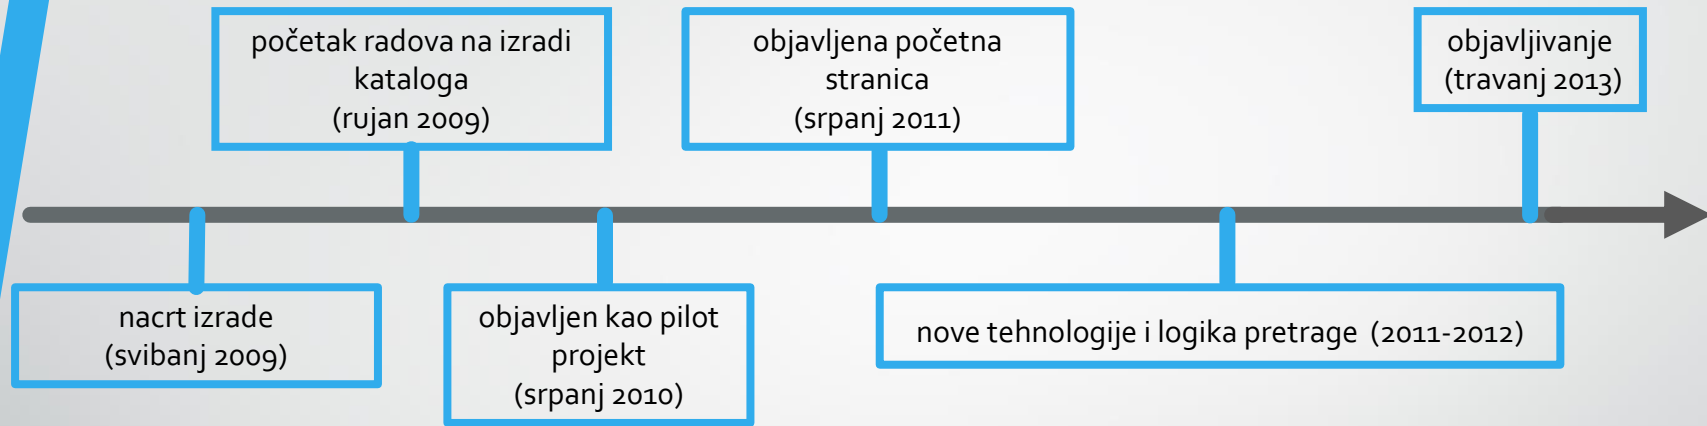 početak radova na izradi
kataloga
(rujan 2009)
objavljena početna
stranica
(srpanj 2011)
objavljivanje
(travanj 2013)
nacrt izrade
(svibanj 2009)
objavljen kao pilot
projekt
(srpanj 2010)
nove tehnologije i logika pretrage (2011-2012)